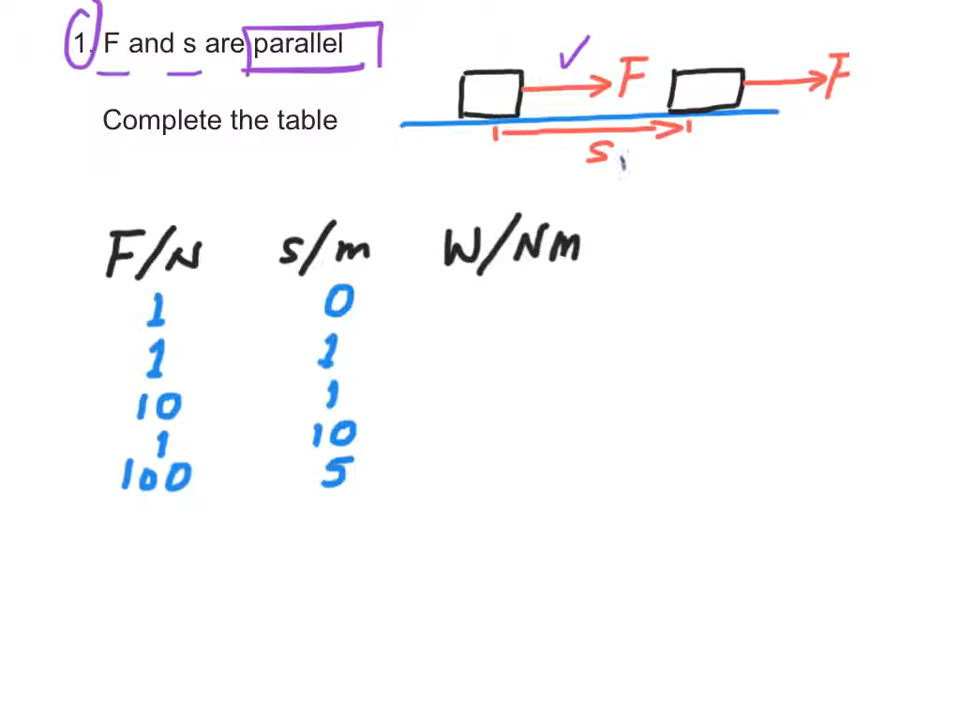 1. F and s are parallel
F F
Complete the table
s
F/N s/m W/Nm
1 0
1 1
10 1
1 10
100 5